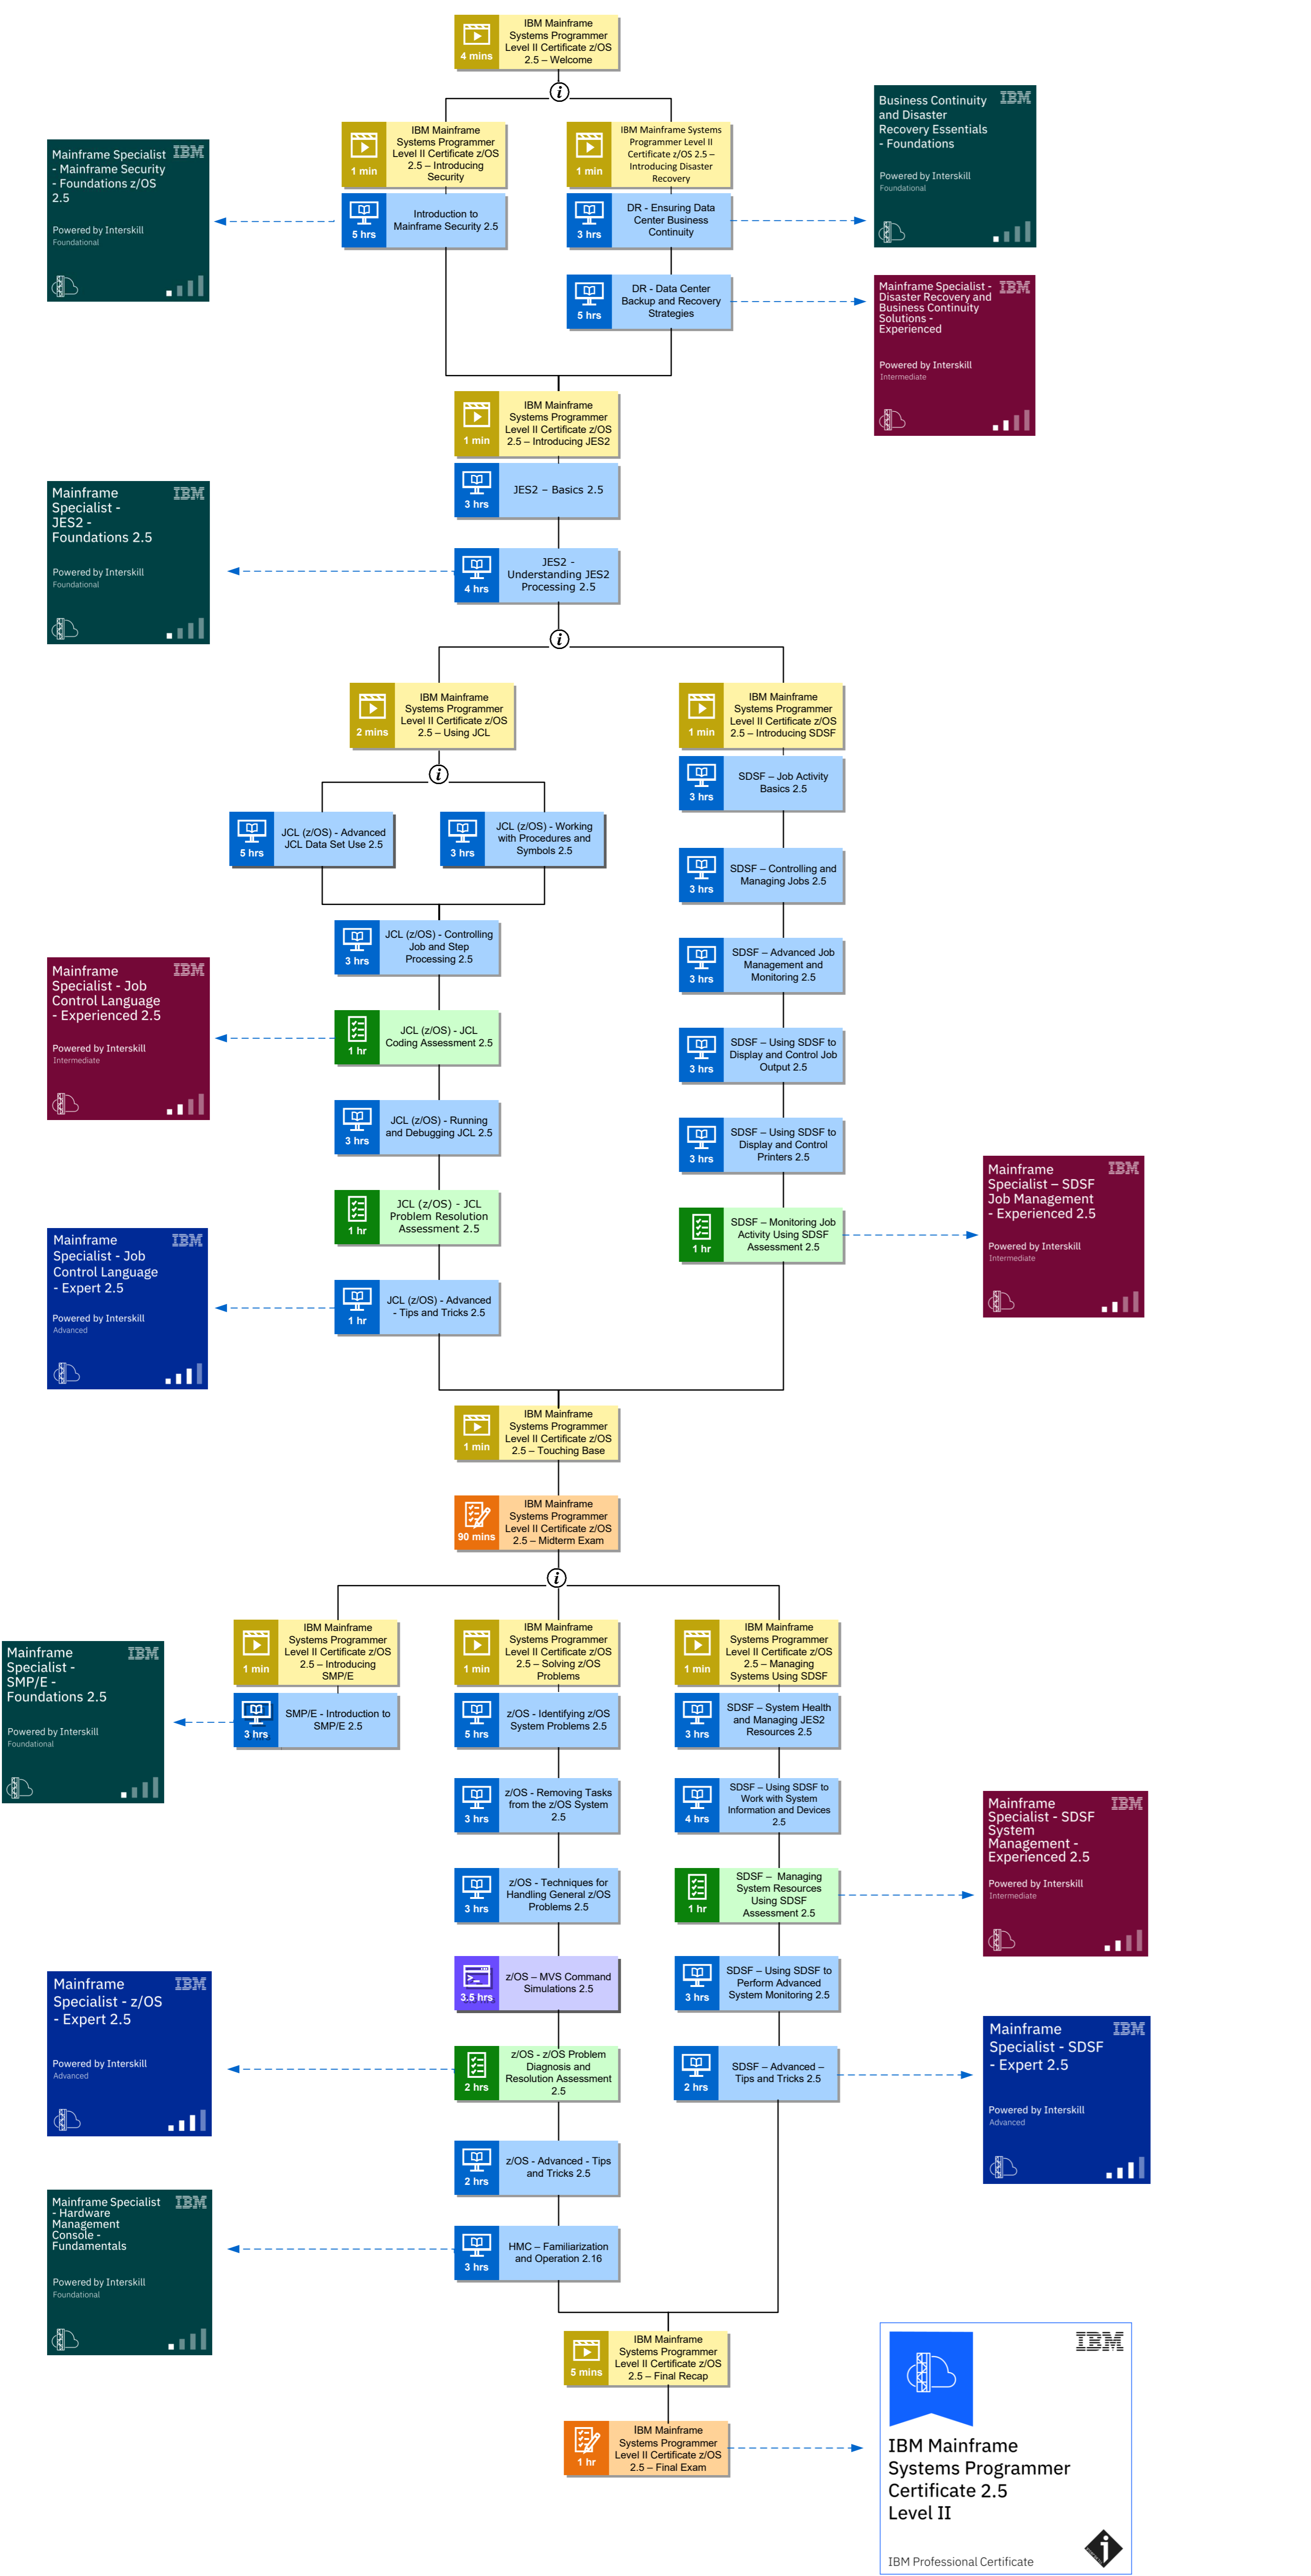 IBM Mainframe
Systems Programmer
Level II Certificate z/OS
2.5 – Welcome
4 mins
i
IBM Mainframe
Systems Programmer
Level II Certificate z/OS
2.5 – Introducing
Security
1 min
IBM Mainframe Systems
Programmer Level II
Certificate z/OS 2.5 –
Introducing Disaster
Recovery
1 min
Business Continuity
and Disaster
Recovery Essentials
- Foundations
IBM
Powered by Interskill
Foundational
Mainframe Specialist
- Mainframe Security
- Foundations z/OS
2.5
IBM
Powered by Interskill
Foundational
Introduction to
Mainframe Security 2.5
5 hrs
DR - Ensuring Data
Center Business
Continuity
3 hrs
DR - Data Center
Backup and Recovery
Strategies
5 hrs
Mainframe Specialist -
Disaster Recovery and
Business Continuity
Solutions -
Experienced
IBM
Powered by Interskill
Intermediate
IBM Mainframe
Systems Programmer
Level II Certificate z/OS
2.5 – Introducing JES2
1 min
JES2 – Basics 2.5
3 hrs
Mainframe
Specialist -
JES2 -
Foundations 2.5
IBM
Powered by Interskill
Foundational
JES2 -
Understanding JES2
Processing 2.5
4 hrs
i
IBM Mainframe
Systems Programmer
Level II Certificate z/OS
2.5 – Using JCL
2 mins
IBM Mainframe
Systems Programmer
Level II Certificate z/OS
2.5 – Introducing SDSF
1 min
i
SDSF – Job Activity
Basics 2.5
3 hrs
JCL (z/OS) - Advanced
JCL Data Set Use 2.5
5 hrs
JCL (z/OS) - Working
with Procedures and
Symbols 2.5
3 hrs
SDSF – Controlling and
Managing Jobs 2.5
3 hrs
JCL (z/OS) - Controlling
Job and Step
Processing 2.5
3 hrs
SDSF – Advanced Job
Management and
Monitoring 2.5
3 hrs
Mainframe
Specialist - Job
Control Language
- Experienced 2.5
IBM
Powered by Interskill
Intermediate
JCL (z/OS) - JCL
Coding Assessment 2.5
1 hr
SDSF – Using SDSF to
Display and Control Job
Output 2.5
3 hrs
JCL (z/OS) - Running
and Debugging JCL 2.5
3 hrs
SDSF – Using SDSF to
Display and Control
Printers 2.5
3 hrs
JCL (z/OS) - JCL
Problem Resolution
Assessment 2.5
1 hr
SDSF – Monitoring Job
Activity Using SDSF
Assessment 2.5
1 hr
Mainframe
Specialist – SDSF
Job Management
- Experienced 2.5
IBM
Powered by Interskill
Intermediate
Mainframe
Specialist - Job
Control Language
- Expert 2.5
IBM
Powered by Interskill
Advanced
JCL (z/OS) - Advanced
- Tips and Tricks 2.5
1 hr
IBM Mainframe
Systems Programmer
Level II Certificate z/OS
2.5 – Touching Base
1 min
IBM Mainframe
Systems Programmer
Level II Certificate z/OS
2.5 – Midterm Exam
90 mins
i
IBM Mainframe
Systems Programmer
Level II Certificate z/OS
2.5 – Introducing
SMP/E
1 min
IBM Mainframe
Systems Programmer
Level II Certificate z/OS
2.5 – Solving z/OS
Problems
1 min
IBM Mainframe
Systems Programmer
Level II Certificate z/OS
2.5 – Managing
Systems Using SDSF
1 min
Mainframe
Specialist -
SMP/E -
Foundations 2.5
IBM
Powered by Interskill
Foundational
SMP/E - Introduction to
SMP/E 2.5
3 hrs
z/OS - Identifying z/OS
System Problems 2.5
5 hrs
SDSF – System Health
and Managing JES2
Resources 2.5
3 hrs
z/OS - Removing Tasks
from the z/OS System
2.5
3 hrs
SDSF – Using SDSF to
Work with System
Information and Devices
2.5
4 hrs
z/OS - Techniques for
Handling General z/OS
Problems 2.5
3 hrs
SDSF – Managing
System Resources
Using SDSF
Assessment 2.5
1 hr
Mainframe
Specialist - SDSF
System
Management -
Experienced 2.5
IBM
Powered by Interskill
Intermediate
z/OS – MVS Command
Simulations 2.5
3.5 hrs
SDSF – Using SDSF to
Perform Advanced
System Monitoring 2.5
3 hrs
Mainframe
Specialist - z/OS
- Expert 2.5
IBM
Powered by Interskill
Advanced
z/OS - z/OS Problem
Diagnosis and
Resolution Assessment
2.5
2 hrs
SDSF – Advanced –
Tips and Tricks 2.5
2 hrs
Mainframe
Specialist - SDSF
- Expert 2.5
IBM
Powered by Interskill
Advanced
z/OS - Advanced - Tips
and Tricks 2.5
2 hrs
Mainframe Specialist
- Hardware
Management
Console -
Fundamentals
IBM
Powered by Interskill
Foundational
HMC – Familiarization
and Operation 2.16
3 hrs
IBM Mainframe
Systems Programmer
Level II Certificate z/OS
2.5 – Final Recap
5 mins
IBM Mainframe
Systems Programmer
Level II Certificate z/OS
2.5 – Final Exam
1 hr
IBM
IBM Mainframe
Systems Programmer
Certificate 2.5
Level II
IBM Professional Certificate
i